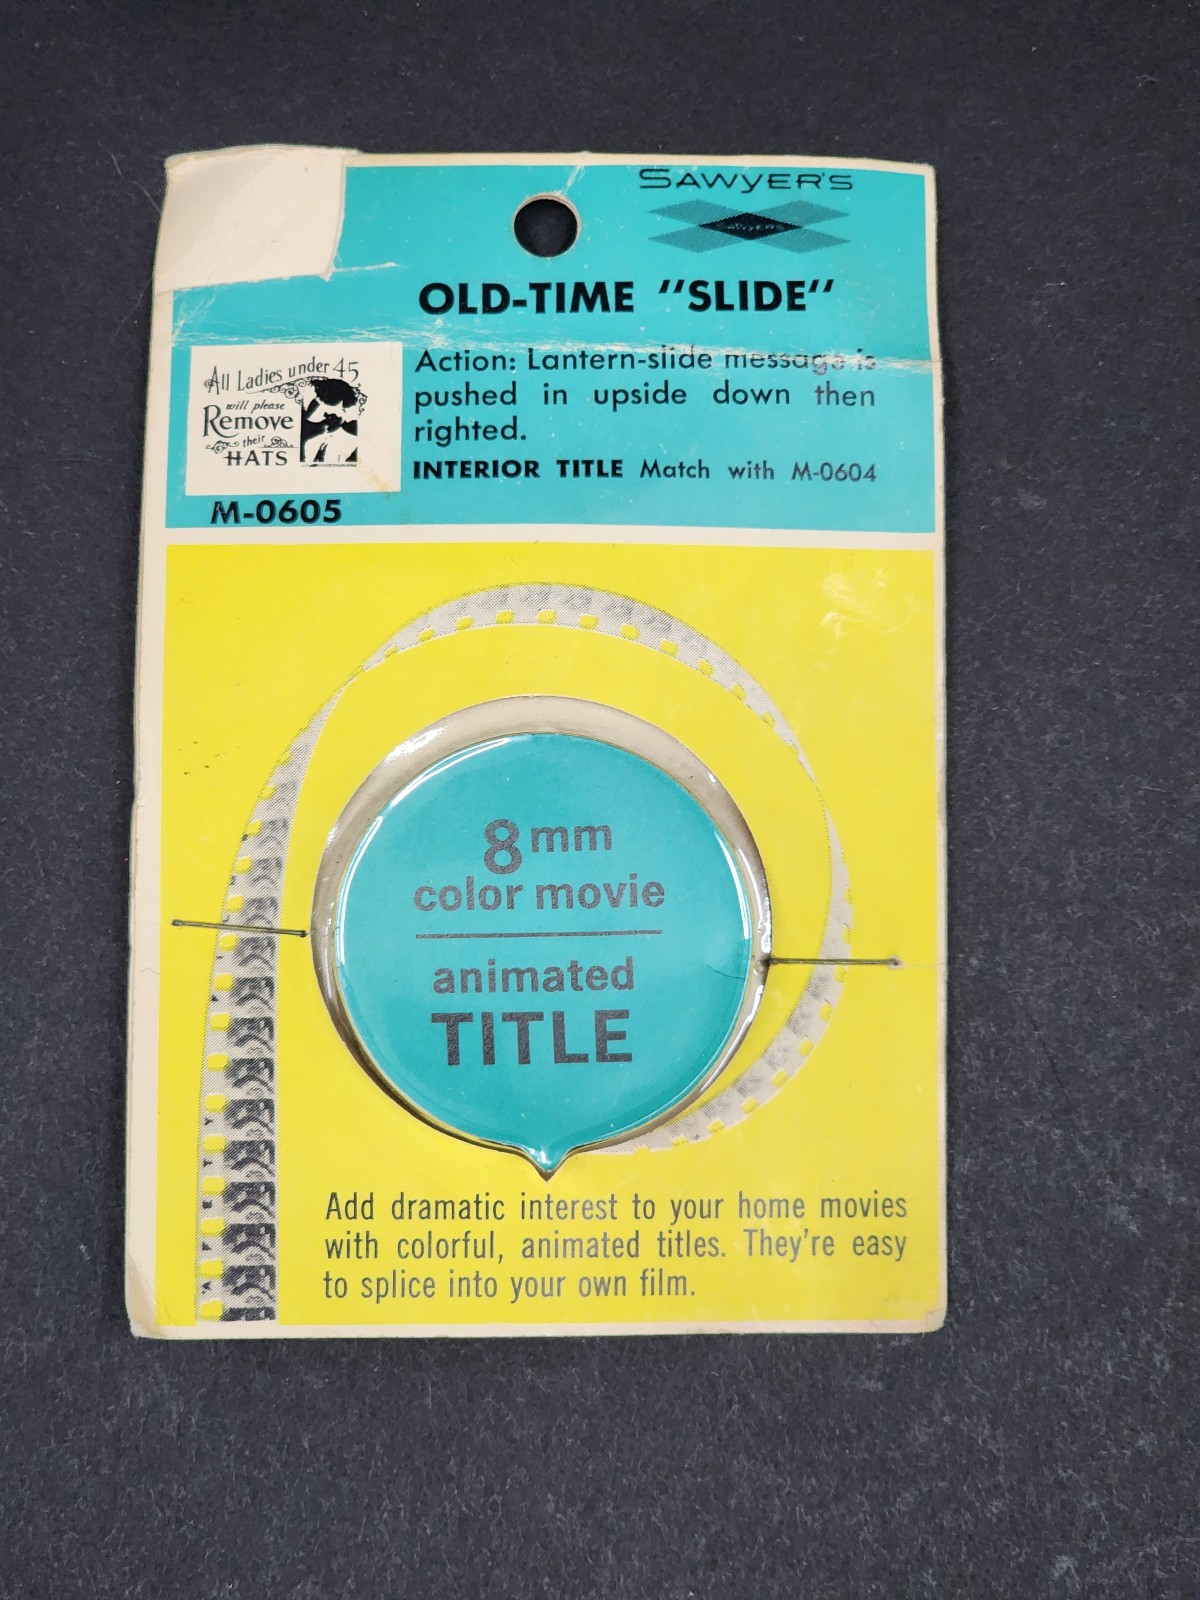 SAWYER'S
SAWYERS
OLD-TIME "SLIDE"
Action: Lantern-slide message is
pushed in upside down then
righted.
INTERIOR TITLE Match with M-0604
All Ladies under 45
will please
Remove
their
HATS
M-0605
8mm
color movie
animated
TITLE
Add dramatic interest to your home movies
with colorful, animated titles. They're easy
to splice into your own film.